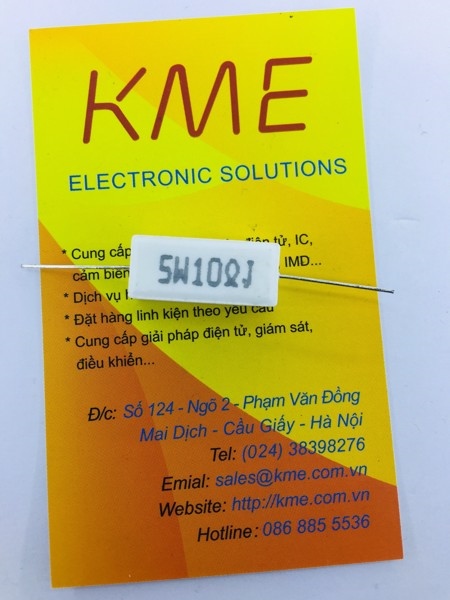 KME
ELECTRONIC SOLUTIONS
* Cung cấp điện tử, IC,
cảm biến IMD...
5W10ΩJ
* Dịch vụ
* Đặt hàng linh kiện theo yêu cầu
* Cung cấp giải pháp điện tử, giám sát,
điều khiển...
Đ/c: Số 124 - Ngõ 2 - Phạm Văn Đồng
Mai Dịch - Cầu Giấy - Hà Nội
Tel: (024) 38398276
Emial: sales@kme.com.vn
Website: http://kme.com.vn
Hotline: 086 885 5536